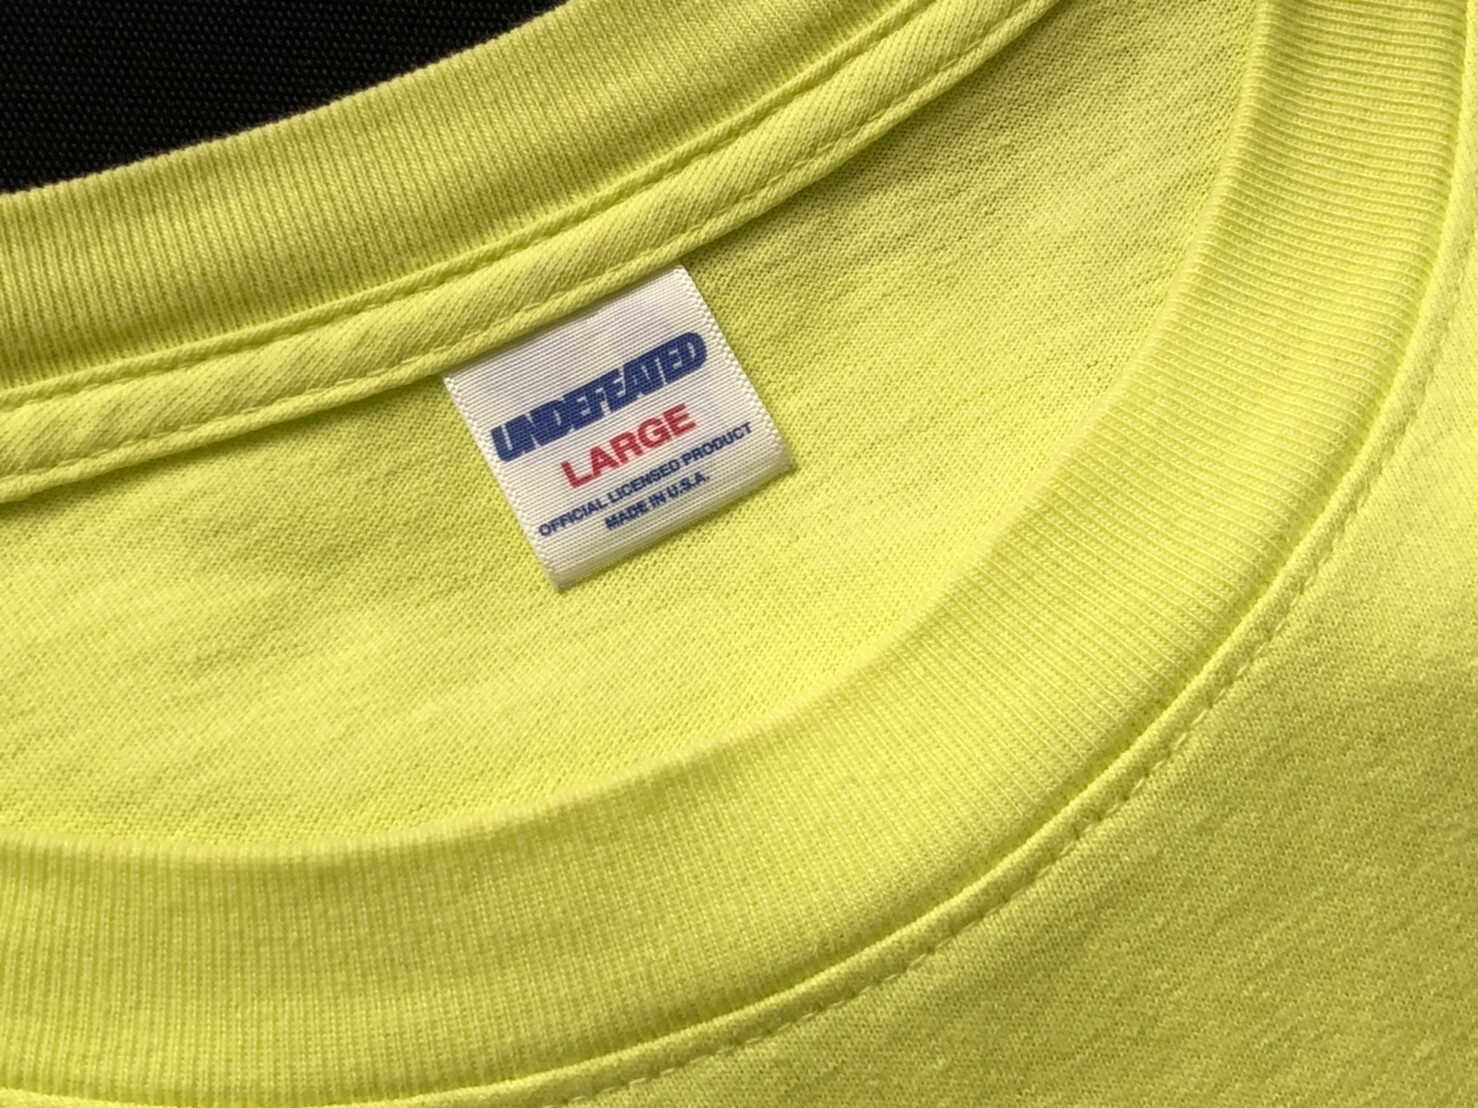 UNDEFEATED
LARGE
OFFICIAL LICENSED PRODUCT
MADE IN U.S.A.